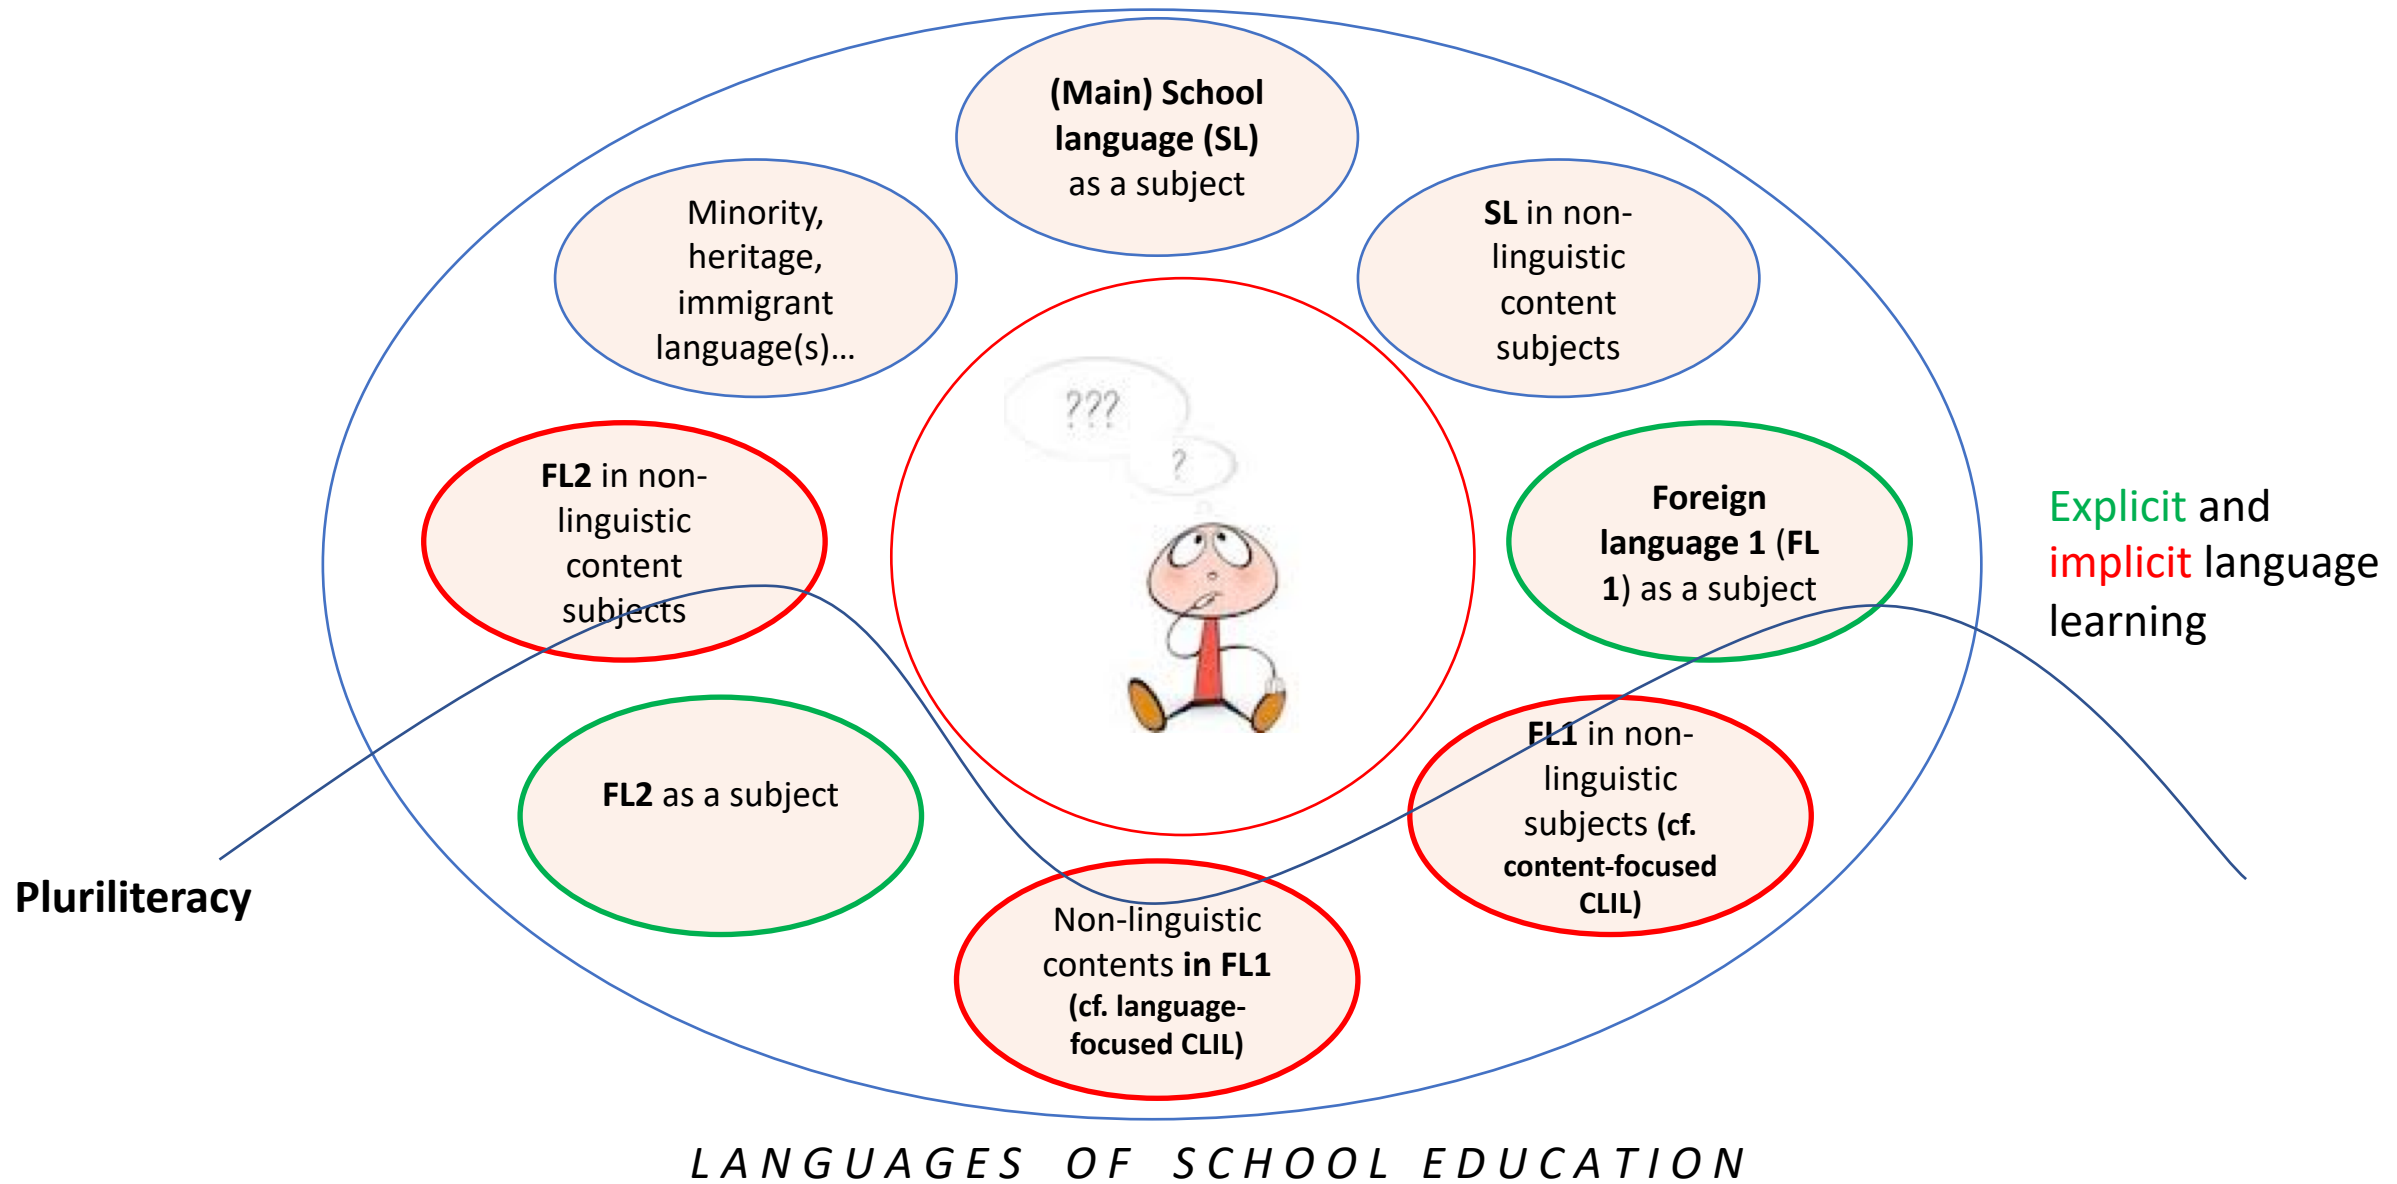 (Main) School
language (SL)
as a subject
Minority,
heritage,
immigrant
language(s)…
SL in non-
linguistic
content
subjects
???
?
FL2 in non-
linguistic
content
subjects
Foreign
language 1 (FL
1) as a subject
Explicit and
implicit language
learning
FL2 as a subject
FL1 in non-
linguistic
subjects (cf.
content-focused
CLIL)
Pluriliteracy
Non-linguistic
contents in FL1
(cf. language-
focused CLIL)
LANGUAGES OF SCHOOL EDUCATION